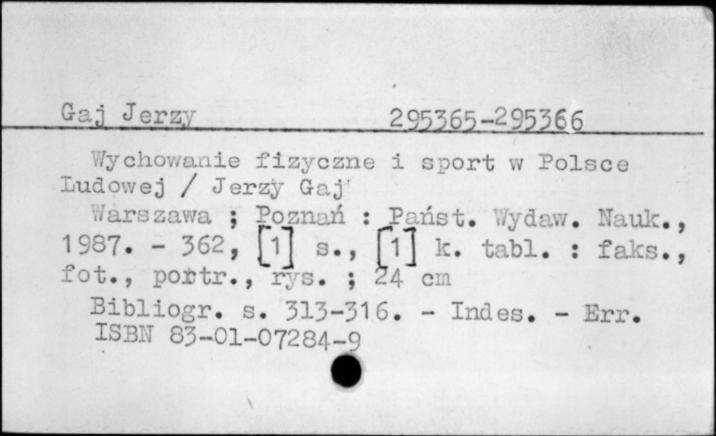 Gaj Jerzy 295365-295366
Wychowanie fizyczne i sport w Polsce
Ludowej / Jerzy Gaj
Warszawa ; Poznań : Państ. Wydaw. Nauk.,
1987. - 362, [1] s., [1] k. tabl. : faks.,
fot., portr., rys. ; 24 cm
Bibliogr. s. 313-316. - Indes. - Err.
ISBN 83-01-07284-9